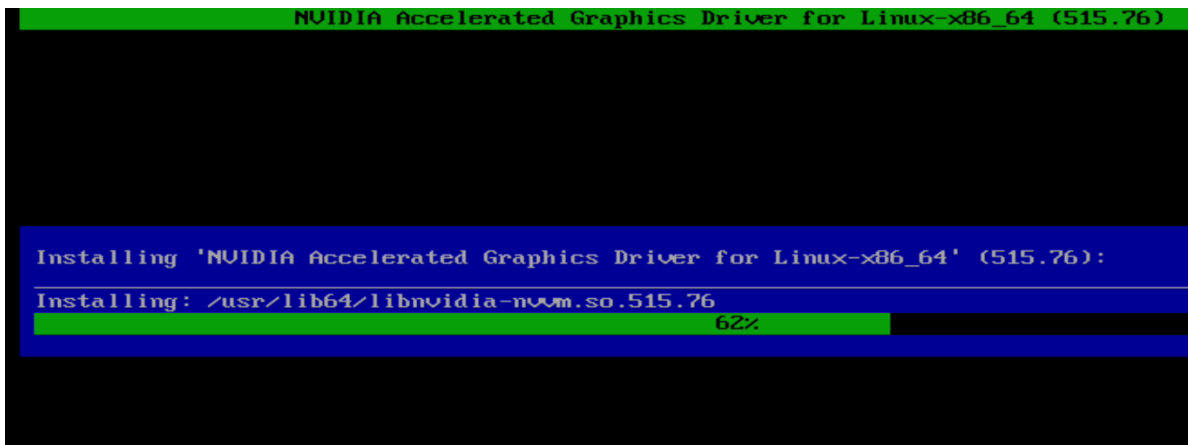 NVIDIA Accelerated Graphics Driver for Linux-x86_64 (515.76)
Installing 'NVIDIA Accelerated Graphics Driver for Linux-x86_64' (515.76):
Installing: /usr/lib64/libnvidia-nvvm.so.515.76
62%